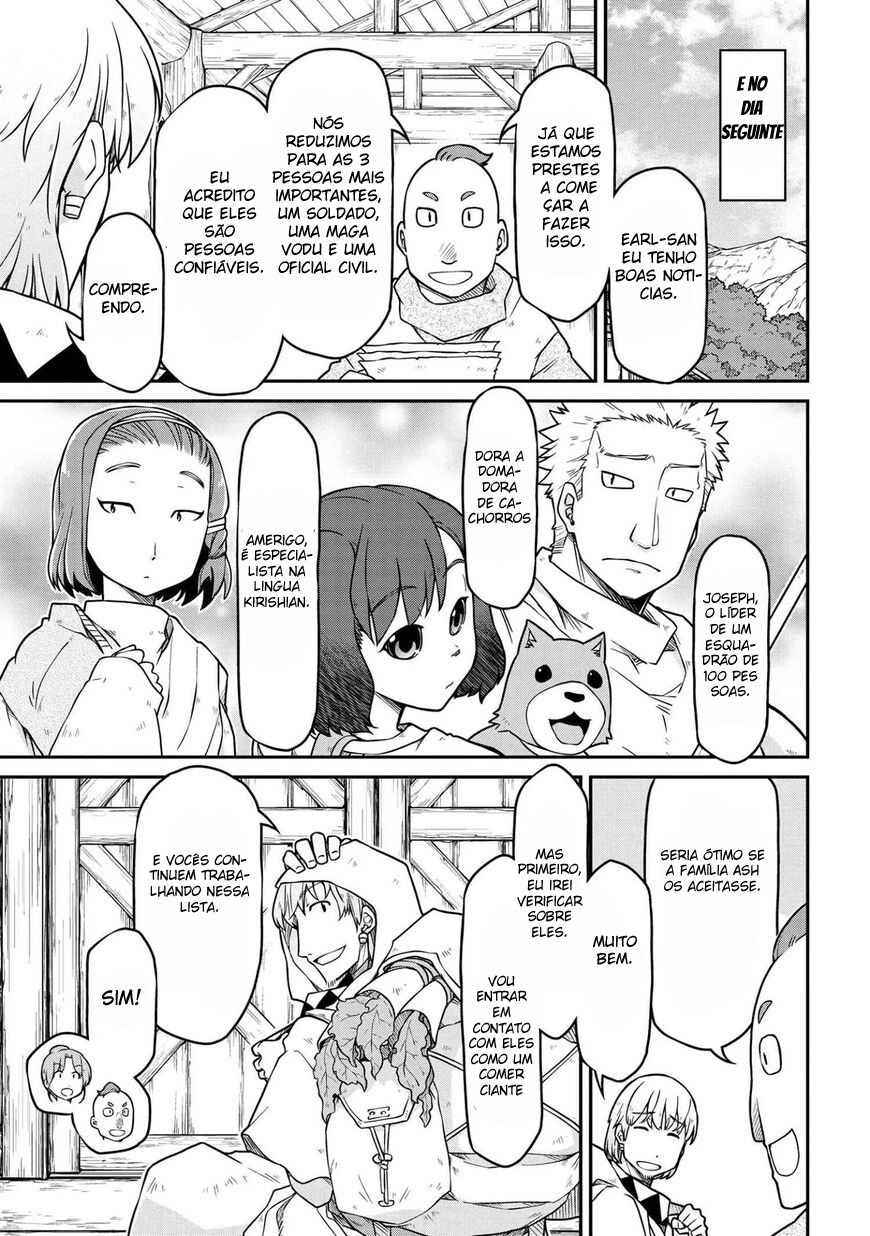 E NO
DIA
SEGUINTE
EARL-SAN
EU TENHO
BOAS NOTI-
CIAS.
JÁ QUE
ESTAMOS
PRESTES
A COME
ÇAR A
FAZER
ISSO.
NÓS
REDUZIMOS
PARA AS 3
PESSOAS MAIS
IMPORTANTES,
UM SOLDADO,
UMA MAGA
VODU E UMA
OFICIAL CIVIL.
EU
ACREDITO
QUE ELES
SÃO
PESSOAS
CONFIÁVEIS.
COMPRE-
ENDO.
JOSEPH,
O LÍDER
DE UM
ESQUA-
DRÃO DE
100 PES
SOAS.
DORA A
DOMA-
DORA
DE CA-
CHORROS
AMERIGO,
É ESPECIA-
LISTA NA
LINGUA
KIRISHIAN.
SERIA ÓTIMO SE
A FAMÍLIA ASH
OS ACEITASSE.
MUITO
BEM.
MAS
PRIMEIRO,
EU IREI
VERIFICAR
SOBRE
ELES.
VOU
ENTRAR
EM
CONTATO
COM ELES
COMO UM
COMER
CIANTE
E VOCÊS CON-
TINUEM TRABA-
LHANDO NESSA
LISTA.
SIM!